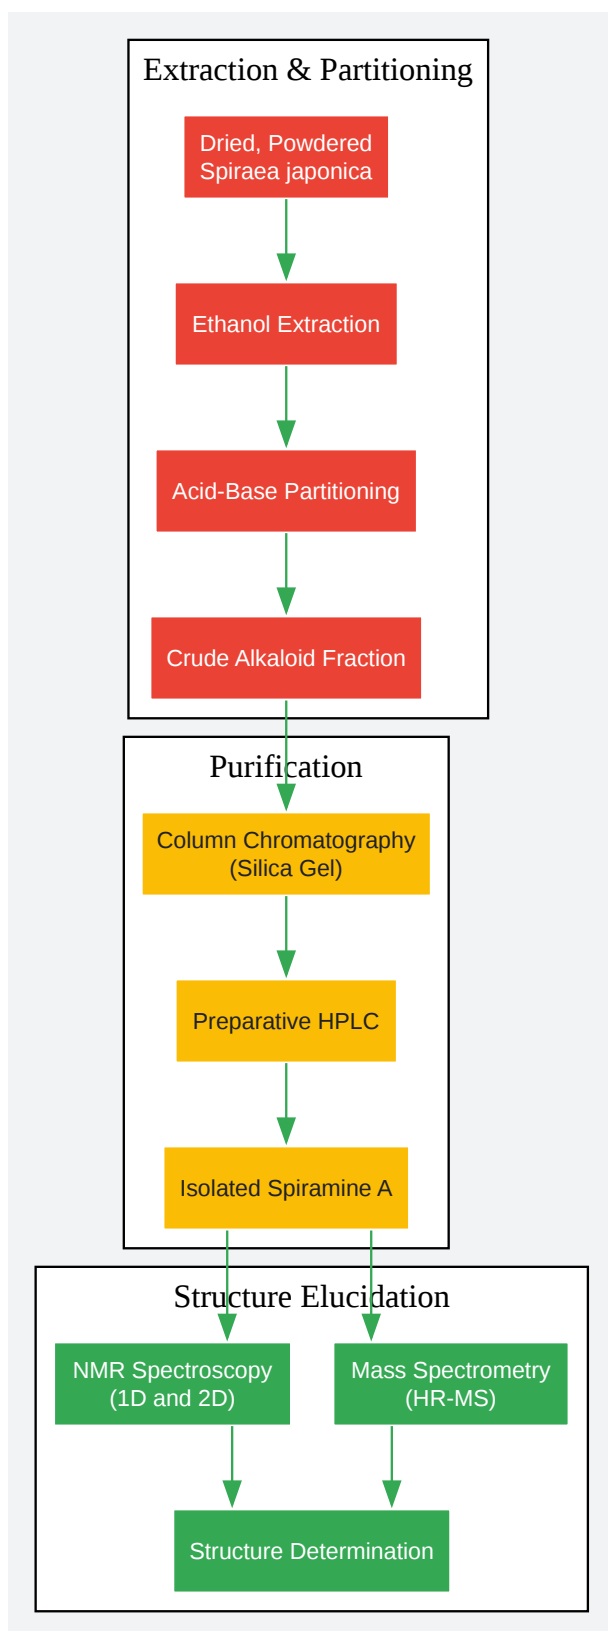 Extraction & Partitioning
Dried, Powdered
Spiraea japonica
Ethanol Extraction
Acid-Base Partitioning
Crude Alkaloid Fraction
Purification
Column Chromatography
(Silica Gel)
Preparative HPLC
Isolated Spiramine A
Structure Elucidation
NMR Spectroscopy
(1D and 2D)
Mass Spectrometry
(HR-MS)
Structure Determination